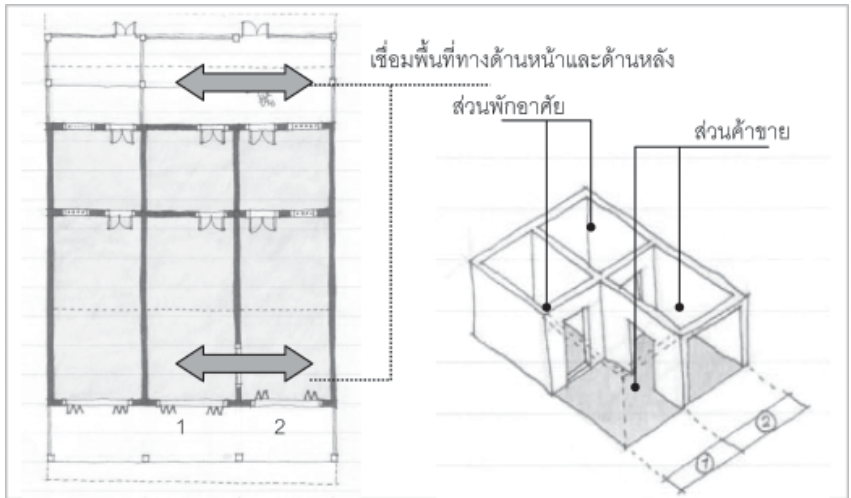 เชื่อมพื้นที่ทางด้านหน้าและด้านหลัง
ส่วนพักอาศัย
ส่วนค้าขาย
1 2
2
1